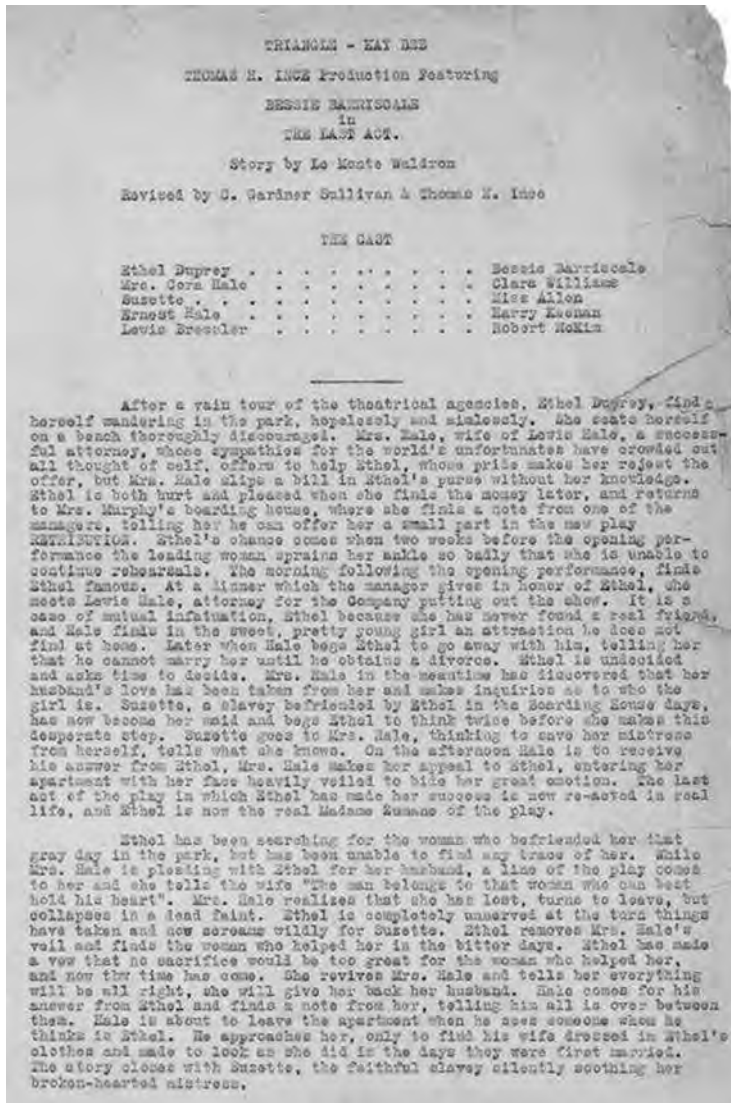 TRIANGLE - KAY BEE
THOMAS H. INCE Production Featuring
BESSIE BARRISCALE
in
THE LAST ACT.
Story by Le Monte Waldron
Revised by C. Gardner Sullivan & Thomas H. Ince
THE CAST
Ethel Duprey . . . . . . . . . . Bessie Barriscale
Mrs. Cora Hale . . . . . . . . . Clara Williams
Suzette . . . . . . . . . . . . Miss Allen
Ernest Hale . . . . . . . . . . Harry Keenan
Lewis Bressler . . . . . . . . . Robert McKim
After a vain tour of the theatrical agencies, Ethel Duprey, finds
herself wandering in the park, hopelessly and aimlessly. She seats herself
on a bench thoroughly discouraged. Mrs. Hale, wife of Lewis Hale, a success-
ful attorney, whose sympathies for the world's unfortunates have crowded out
all thought of self, offers to help Ethel, whose pride makes her reject the
offer, but Mrs. Hale slips a bill in Ethel's purse without her knowledge.
Ethel is both hurt and pleased when she finds the money later, and returns
to Mrs. Murphy's boarding house, where she finds a note from one of the
managers, telling her he can offer her a small part in the new play
RETRIBUTION. Ethel's chance comes when two weeks before the opening per-
formance the leading woman sprains her ankle so badly that she is unable to
continue rehearsals. The morning following the opening performance, finds
Ethel famous. At a dinner which the manager gives in honor of Ethel, she
meets Lewis Hale, attorney for the Company putting out the show. It is a
case of mutual infatuation, Ethel because she has never found a real friend,
and Hale finds in the sweet, pretty young girl an attraction he does not
find at home. Later when Hale begs Ethel to go away with him, telling her
that he cannot marry her until he obtains a divorce. Ethel is undecided
and asks time to decide. Mrs. Hale in the meantime has discovered that her
husband's love has been taken from her and makes inquiries as to who the
girl is. Suzette, a slavey befriended by Ethel in the Boarding House days,
has now become her maid and begs Ethel to think twice before she makes this
desperate step. Suzette goes to Mrs. Hale, thinking to save her mistress
from herself, tells what she knows. On the afternoon Hale is to receive
his answer from Ethel, Mrs. Hale makes her appeal to Ethel, entering her
apartment with her face heavily veiled to hide her great emotion. The last
act of the play in which Ethel has made her success is now re-acted in real
life, and Ethel is now the real Madame of the play.
Ethel has been searching for the woman who befriended her that
gray day in the park, but has been unable to find any trace of her. While
Mrs. Hale is pleading with Ethel for her husband, a line of the play comes
to her and she tells the wife "The man belongs to that woman who can best
hold his heart". Mrs. Hale realizes that she has lost, turns to leave, but
collapses in a dead faint. Ethel is completely unnerved at the turn things
have taken and now screams wildly for Suzette. Ethel removes Mrs. Hale's
veil and finds the woman who helped her in the bitter days. Ethel has made
a vow that no sacrifice would be too great for the woman who helped her,
and now thw time has come. She revives Mrs. Hale and tells her everything
will be all right, she will give her back her husband. Hale comes for his
answer from Ethel and finds a note from her, telling him all is over between
them. Hale is about to leave the apartment when he sees someone whom he
thinks is Ethel. He approaches her, only to find his wife dressed in Ethel's
clothes and made to look as she did in the days they were first married.
The story closes with Suzette, the faithful slavey silently soothing her
broken-hearted mistress.